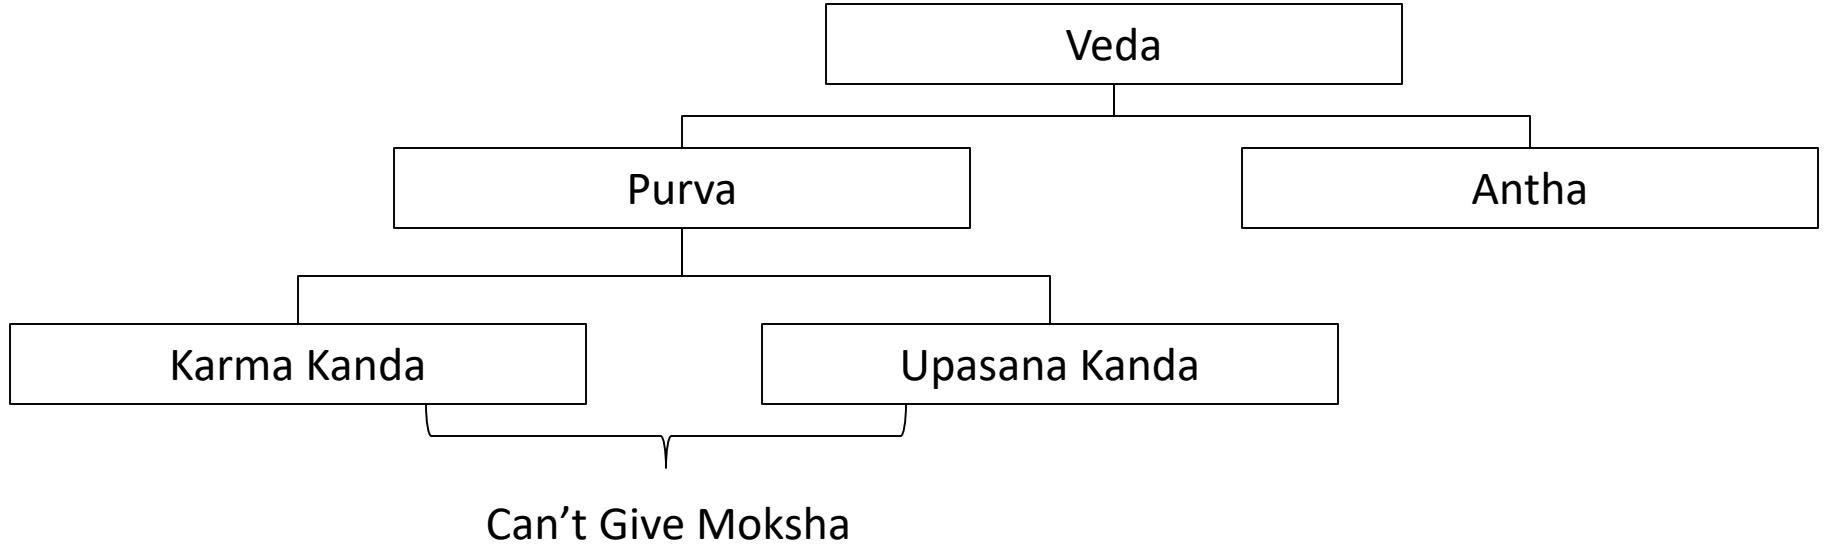 Veda
Purva
Antha
Karma Kanda
Upasana Kanda
Can’t Give Moksha